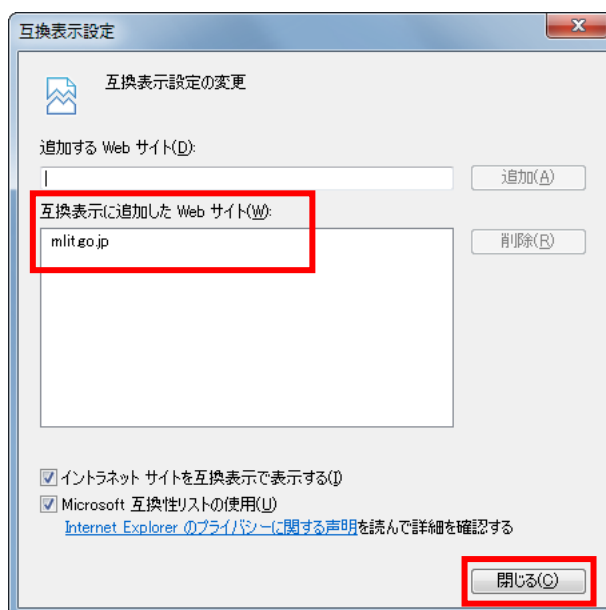 互換表示設定
互換表示設定の変更
追加する Web サイト(D):
追加(A)
互換表示に追加した Web サイト(W):
mlit.go.jp
削除(R)
イントラネット サイトを互換表示で表示する(I)
Microsoft 互換性リストの使用(U)
Internet Explorer のプライバシーに関する声明を読んで詳細を確認する
閉じる(C)